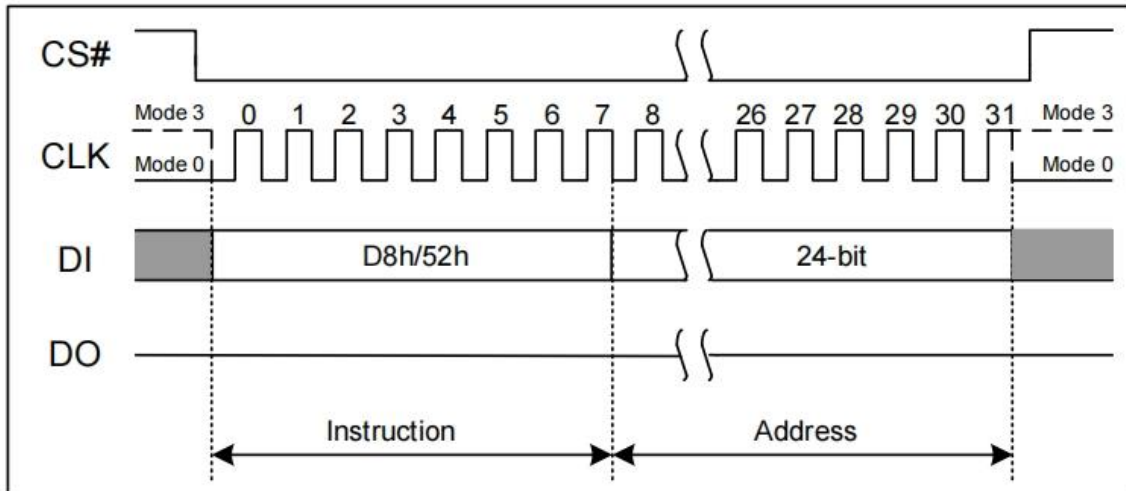 CS#
Mode 3 0 1 2 3 4 5 6 7 8 26 27 28 29 30 31 Mode 3
CLK
Mode 0 Mode 0
DI D8h/52h 24-bit
DO
Instruction Address